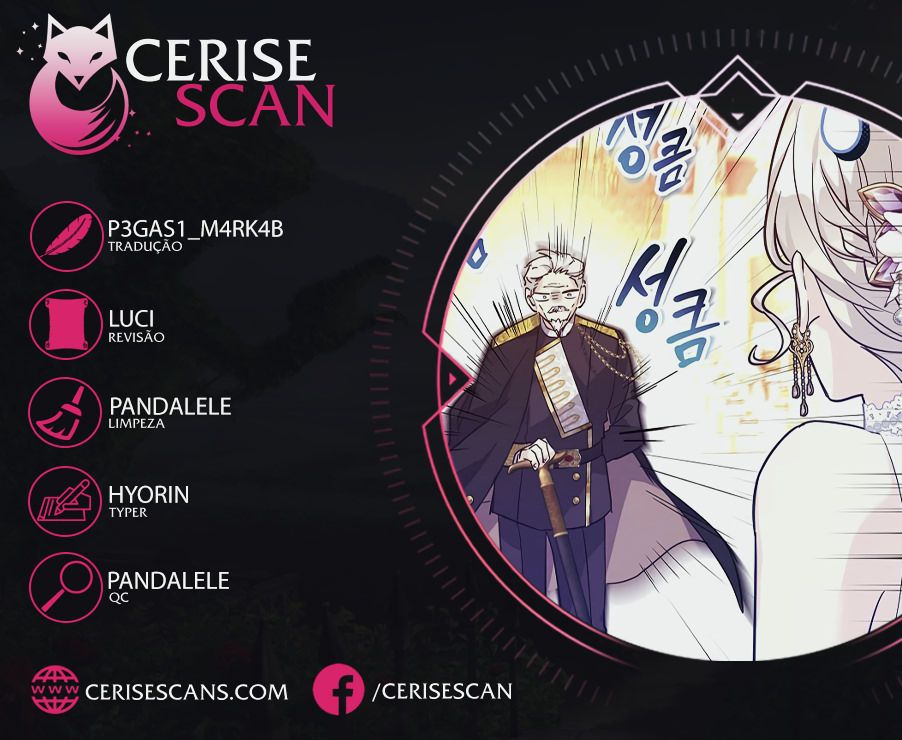 CERISE
SCAN
P3GAS1_M4RK4B
TRADUÇÃO
LUCI
REVISÃO
PANDALELE
LIMPEZA
HYORIN
TYPER
PANDALELE
QC
WWW CERISESCANS.COM
/CERISESCAN
성큼
성큼